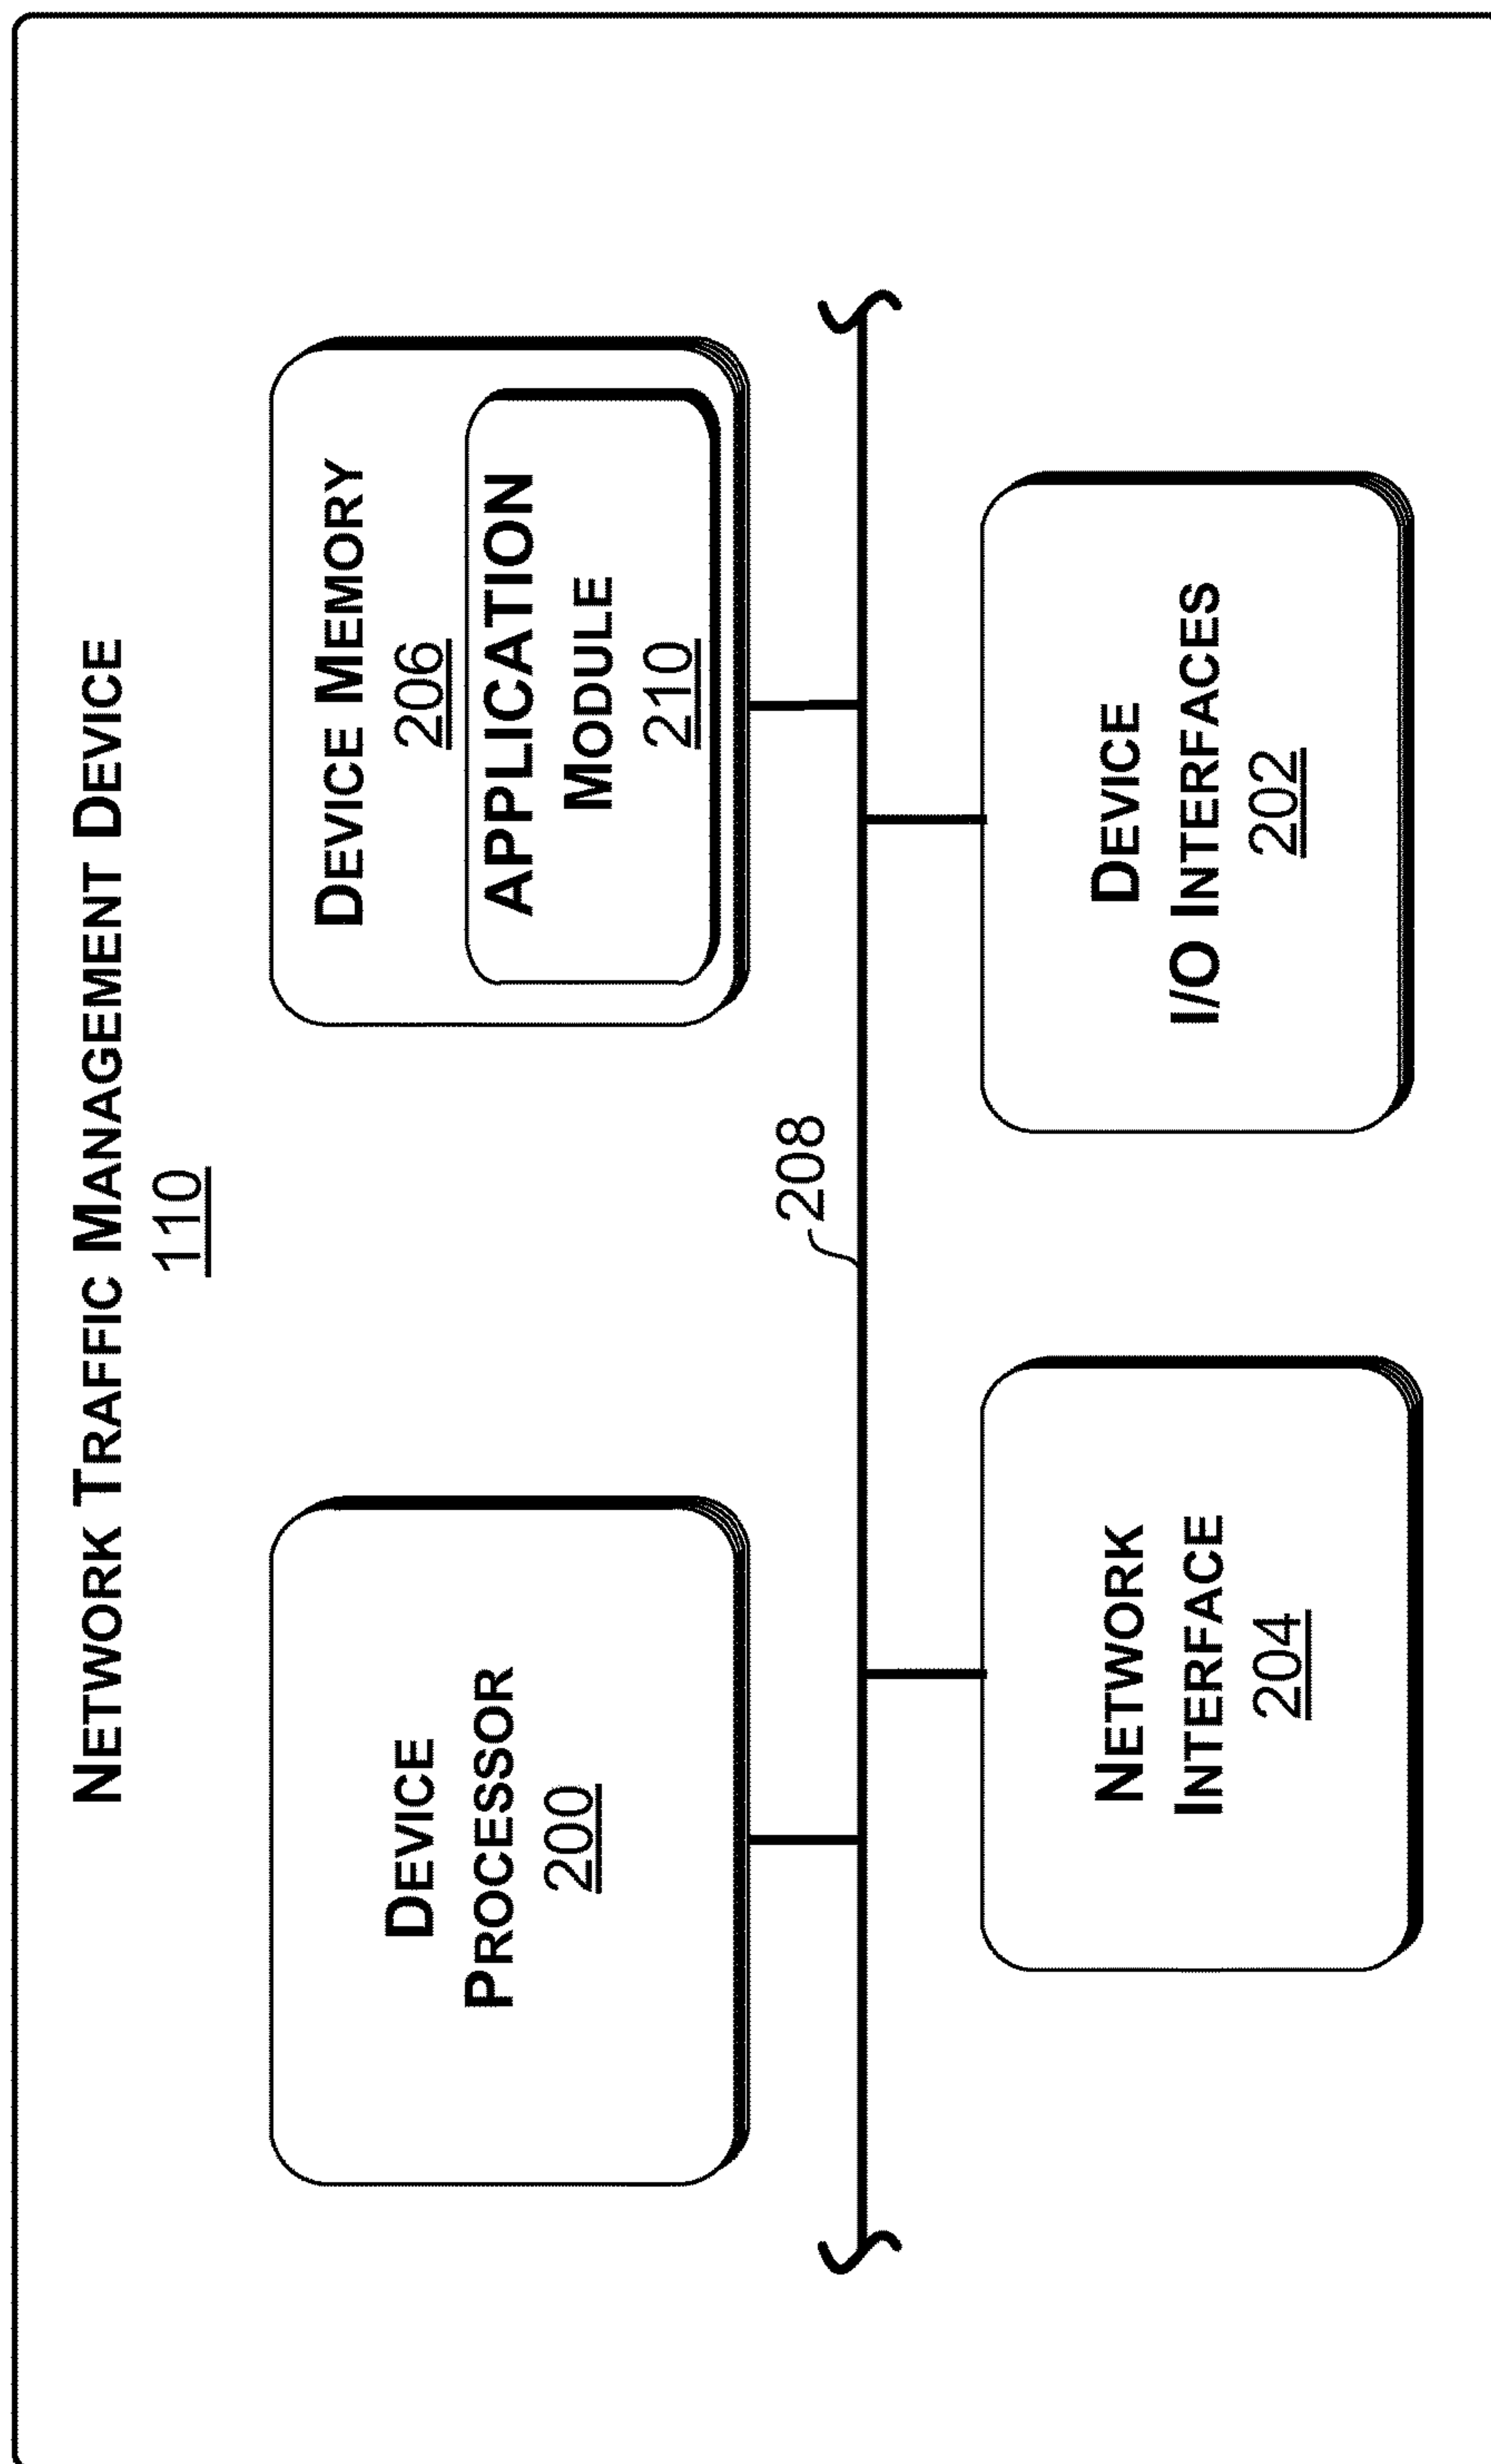 NETWORK TRAFFIC MANAGEMENT DEVICE
110
DEVICE
PROCESSOR
200
DEVICE MEMORY
206
APPLICATION
MODULE
210
208
NETWORK
INTERFACE
204
DEVICE
I/O INTERFACES
202